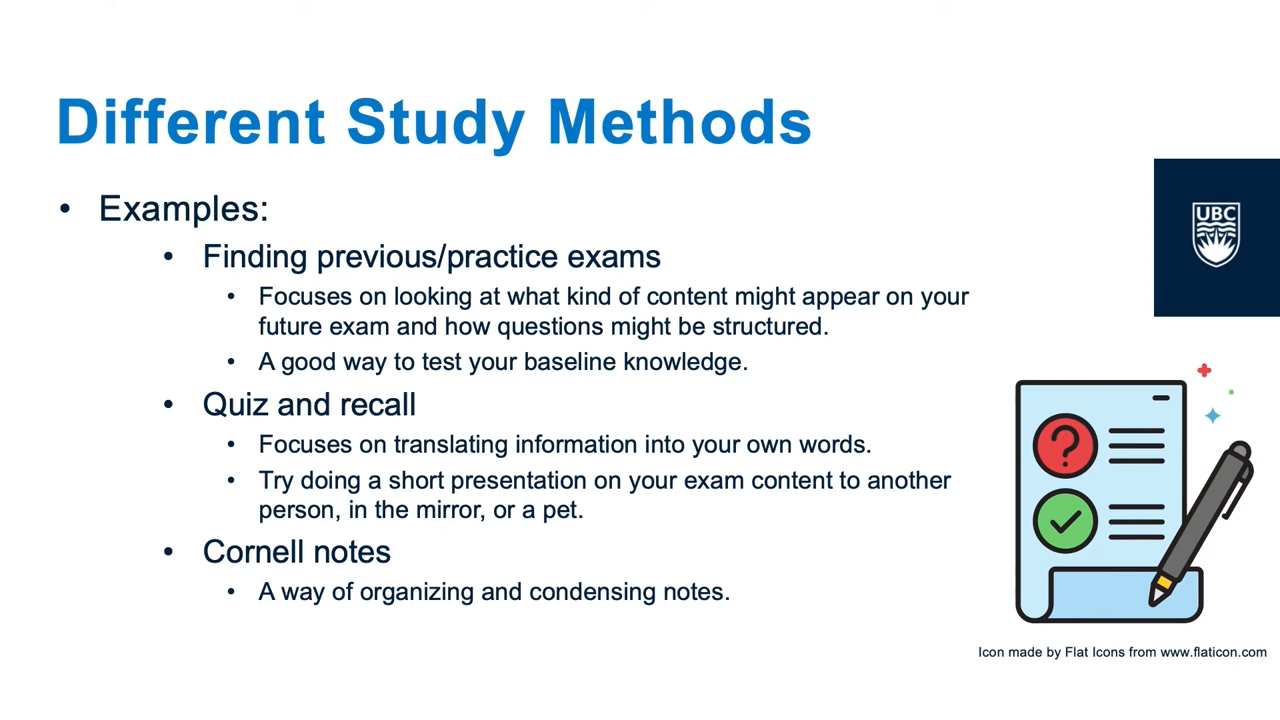 Different Study Methods
• Examples:
• Finding previous/practice exams
• Focuses on looking at what kind of content might appear on your
future exam and how questions might be structured.
• A good way to test your baseline knowledge.
• Quiz and recall
• Focuses on translating information into your own words.
• Try doing a short presentation on your exam content to another
person, in the mirror, or a pet.
• Cornell notes
• A way of organizing and condensing notes.
UBC
?
Icon made by Flat Icons from www.flaticon.com